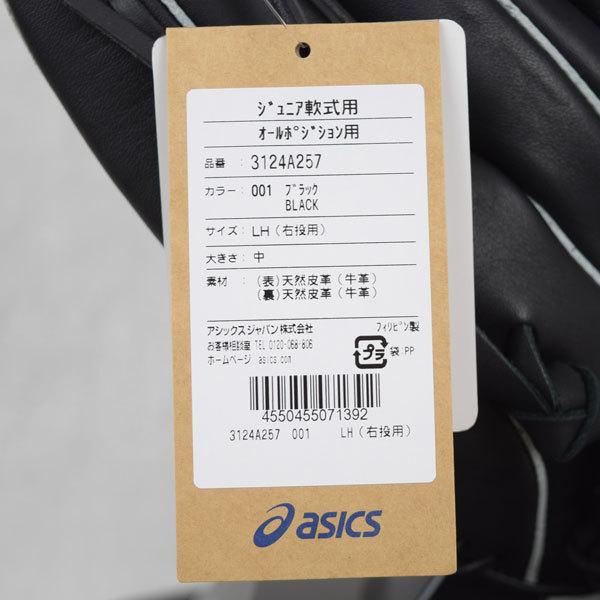 ｼﾞｭﾆｱ軟式用
ｵｰﾙﾎﾟｼﾞｼｮﾝ用
品番 : 3124A257
カラー : 001 ﾌﾞﾗｯｸ
BLACK
サイズ : LH (右投用)
大きさ : 中
素材 : (表)天然皮革(牛革)
(裏)天然皮革(牛革)
アシックスジャパン株式会社 ﾌｨﾘﾋﾟﾝ製
お客様相談室 TEL 0120-068-806
ホームページ asics.com
プラ 袋:PP
4550455071392
3124A257 001 LH (右投用)
asics